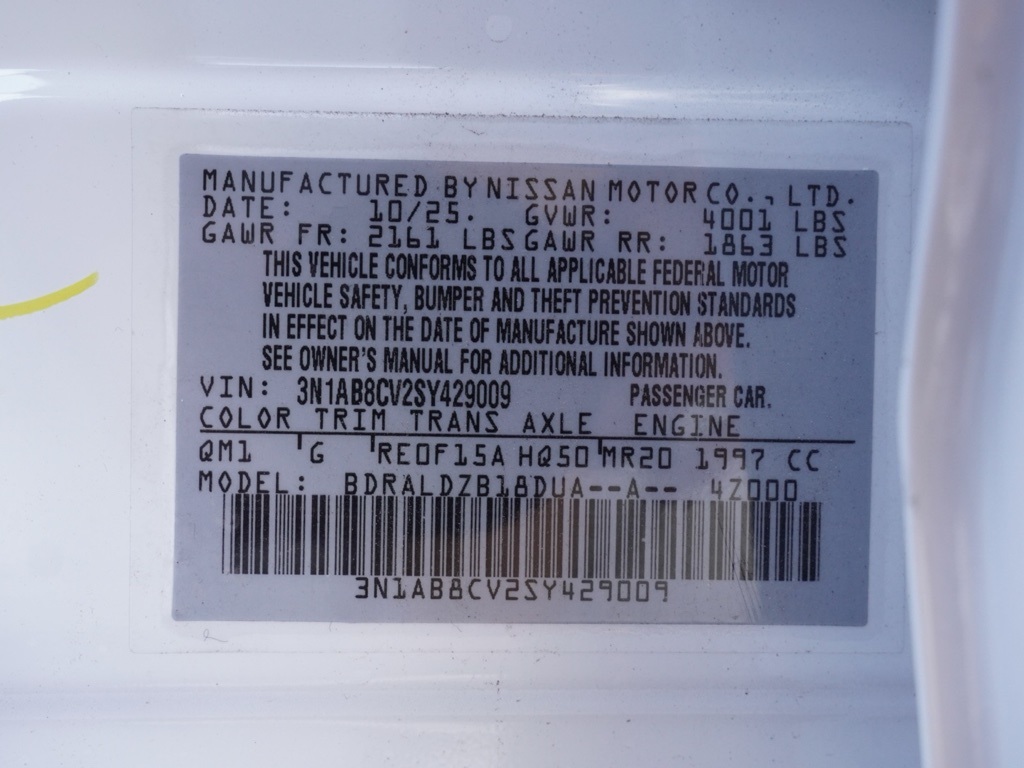 MANUFACTURED BY NISSAN MOTOR CO., LTD.
DATE: 10/25. GVWR: 4001 LBS
GAWR FR: 2161 LBS GAWR RR: 1863 LBS
THIS VEHICLE CONFORMS TO ALL APPLICABLE FEDERAL MOTOR
VEHICLE SAFETY, BUMPER AND THEFT PREVENTION STANDARDS
IN EFFECT ON THE DATE OF MANUFACTURE SHOWN ABOVE.
SEE OWNER'S MANUAL FOR ADDITIONAL INFORMATION.
VIN: 3N1AB8CV2SY429009 PASSENGER CAR.
COLOR TRIM TRANS AXLE ENGINE
QM1 G RE0F15A HQ50 MR20 1997 CC
MODEL: BDRALDZB18DUA--A-- 4Z000
3N1AB8CV2SY429009